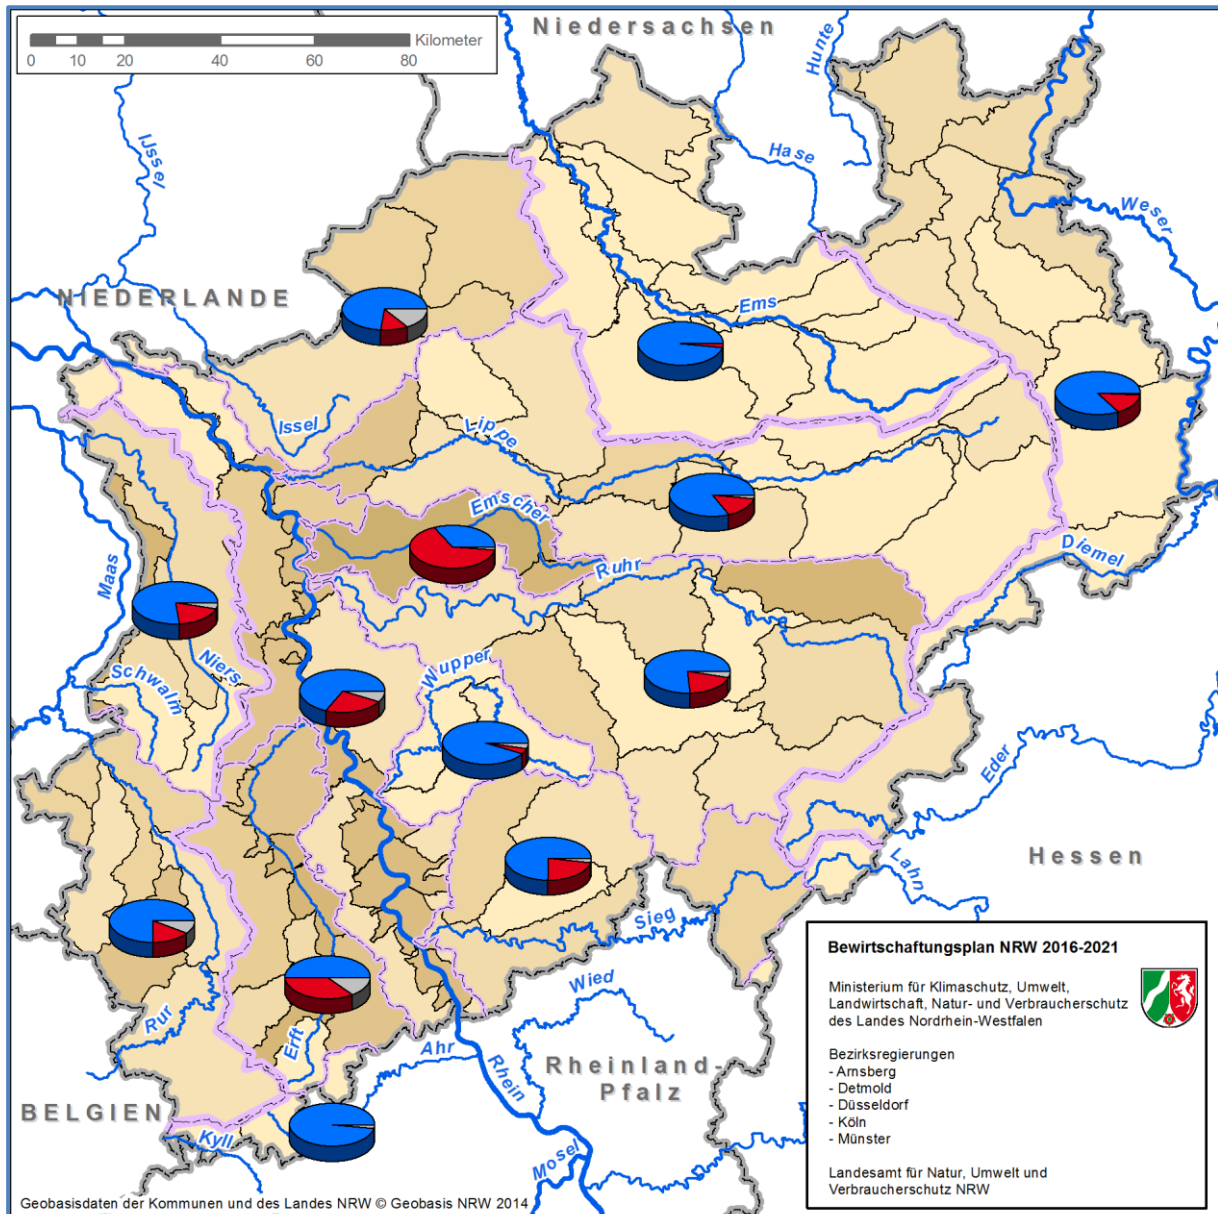 Niedersachsen
Kilometer
0 10 20 40 60 80
Hunte
IJssel
Hase
Weser
NIEDERLANDE
Ems
Issel
Lippe
Emscher
Ruhr
Diemel
Maas
Niers
Schwalm
Wupper
Eder
Hessen
Lahn
Sieg
Wied
Rur
Erft
Ahr
Rhein
Rheinland-
Pfalz
BELGIEN
Kyll
Mosel
Bewirtschaftungsplan NRW 2016-2021
Ministerium für Klimaschutz, Umwelt,
Landwirtschaft, Natur- und Verbraucherschutz
des Landes Nordrhein-Westfalen
Bezirksregierungen
- Arnsberg
- Detmold
- Düsseldorf
- Köln
- Münster
Landesamt für Natur, Umwelt und
Verbraucherschutz NRW
Geobasisdaten der Kommunen und des Landes NRW © Geobasis NRW 2014